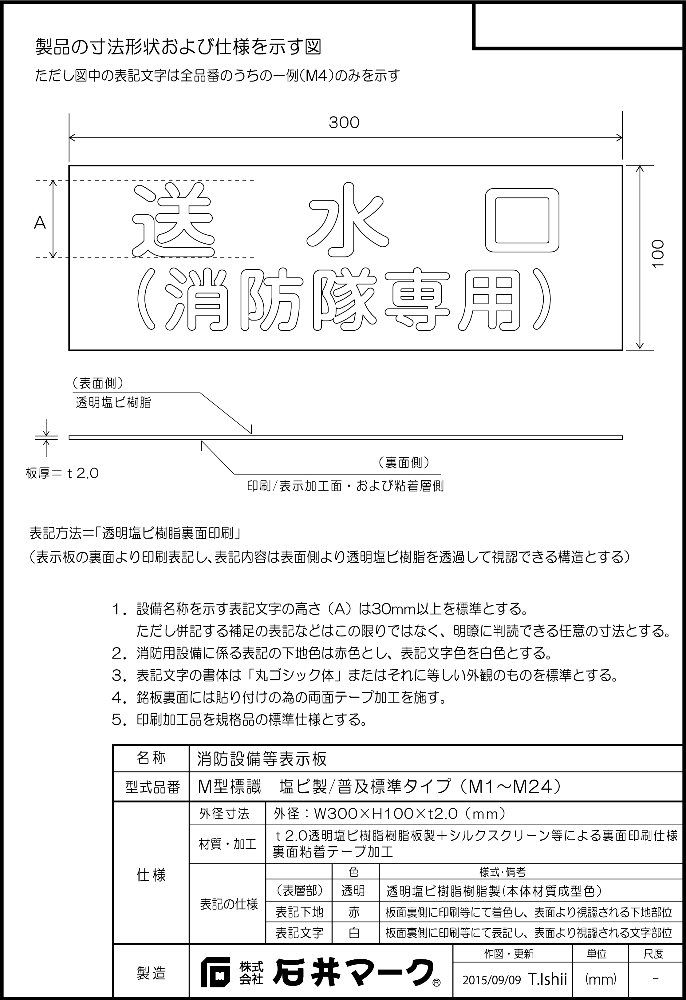 製品の寸法形状および仕様を示す図
ただし図中の表記文字は全品番のうちの一例(M4)のみを示す
300
A
送水口
(消防隊専用)
100
(表面側)
透明塩ビ樹脂
板厚=t2.0
(裏面側)
印刷/表示加工面・および粘着層側
表記方法=「透明塩ビ樹脂裏面印刷」
(表示板の裏面より印刷表記し、表記内容は表面側より透明塩ビ樹脂を透過して視認できる構造とする)
1. 設備名称を示す表記文字の高さ(A)は30mm以上を標準とする。
ただし併記する補足の表記などはこの限りではなく、明瞭に判読できる任意の寸法とする。
2. 消防用設備に係る表記の下地色は赤色とし、表記文字色を白色とする。
3. 表記文字の書体は「丸ゴシック体」またはそれに等しい外観のものを標準とする。
4. 銘板裏面には貼り付けの為の両面テープ加工を施す。
5. 印刷加工品を規格品の標準仕様とする。
名称 消防設備等表示板
型式品番 M型標識 塩ビ製/普及標準タイプ(M1~M24)
仕様
外径寸法 外径:W300×H100×t2.0(mm)
材質・加工
t2.0透明塩ビ樹脂樹脂板製+シルクスクリーン等による裏面印刷仕様
裏面粘着テープ加工
表記の仕様
色 様式・備考
(表層部) 透明 透明塩ビ樹脂樹脂製(本体材質成型色)
表記下地 赤 板面裏側に印刷等にて着色し、表面より視認される下地部位
表記文字 白 板面裏側に印刷等にて表記し、表面より視認される文字部位
製造
株式会社 石井マーク®
作図・更新 単位 尺度
2015/09/09 T.Ishii (mm) -